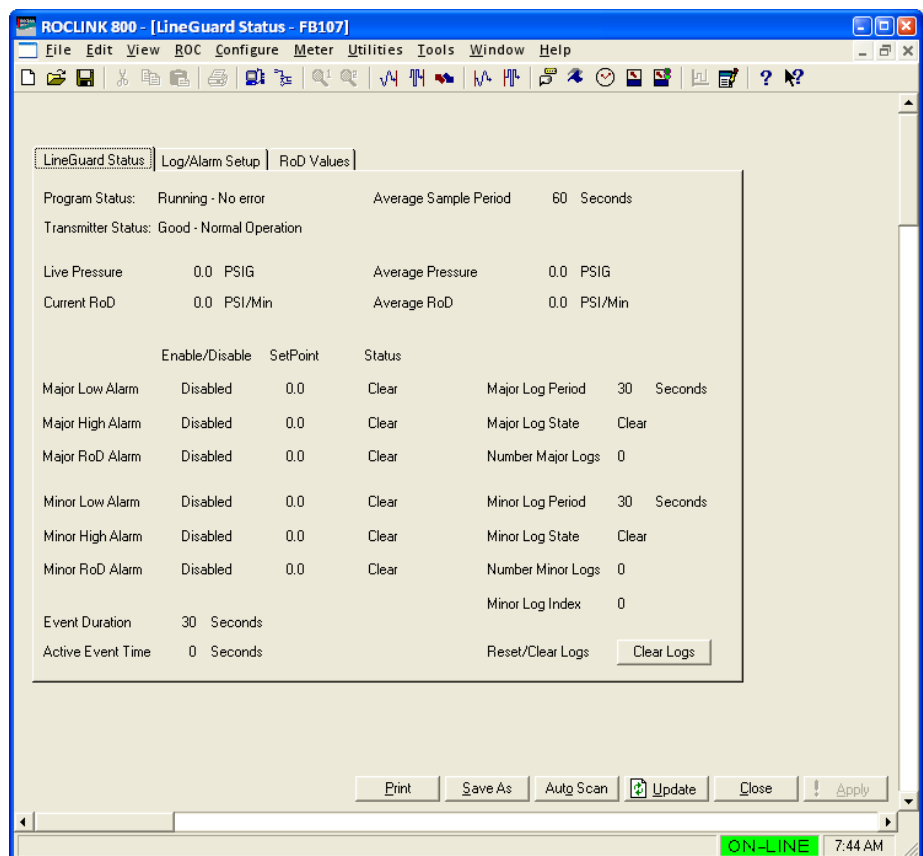 ROCLINK 800 - [LineGuard Status - FB107]
File Edit View ROC Configure Meter Utilities Tools Window Help
LineGuard Status Log/Alarm Setup RoD Values
Program Status: Running - No error Average Sample Period 60 Seconds
Transmitter Status: Good - Normal Operation
Live Pressure 0.0 PSIG Average Pressure 0.0 PSIG
Current RoD 0.0 PSI/Min Average RoD 0.0 PSI/Min
Enable/Disable SetPoint Status
Major Low Alarm Disabled 0.0 Clear Major Log Period 30 Seconds
Major High Alarm Disabled 0.0 Clear Major Log State Clear
Major RoD Alarm Disabled 0.0 Clear Number Major Logs 0
Minor Low Alarm Disabled 0.0 Clear Minor Log Period 30 Seconds
Minor High Alarm Disabled 0.0 Clear Minor Log State Clear
Minor RoD Alarm Disabled 0.0 Clear Number Minor Logs 0
Minor Log Index 0
Event Duration 30 Seconds
Active Event Time 0 Seconds Reset/Clear Logs Clear Logs
Print Save As Auto Scan Update Close ! Apply
ON-LINE 7:44 AM